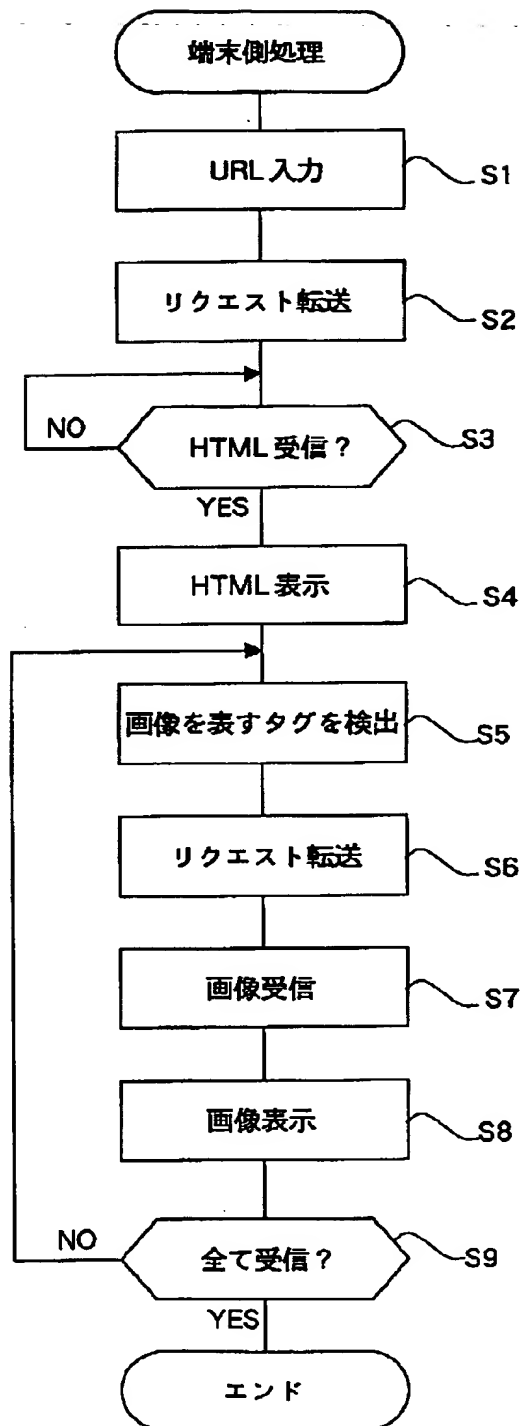 端末側処理
URL入力
S1
リクエスト転送
S2
HTML受信？
S3
NO
YES
HTML表示
S4
画像を表すタグを検出
S5
リクエスト転送
S6
画像受信
S7
画像表示
S8
全て受信？
S9
NO
YES
エンド